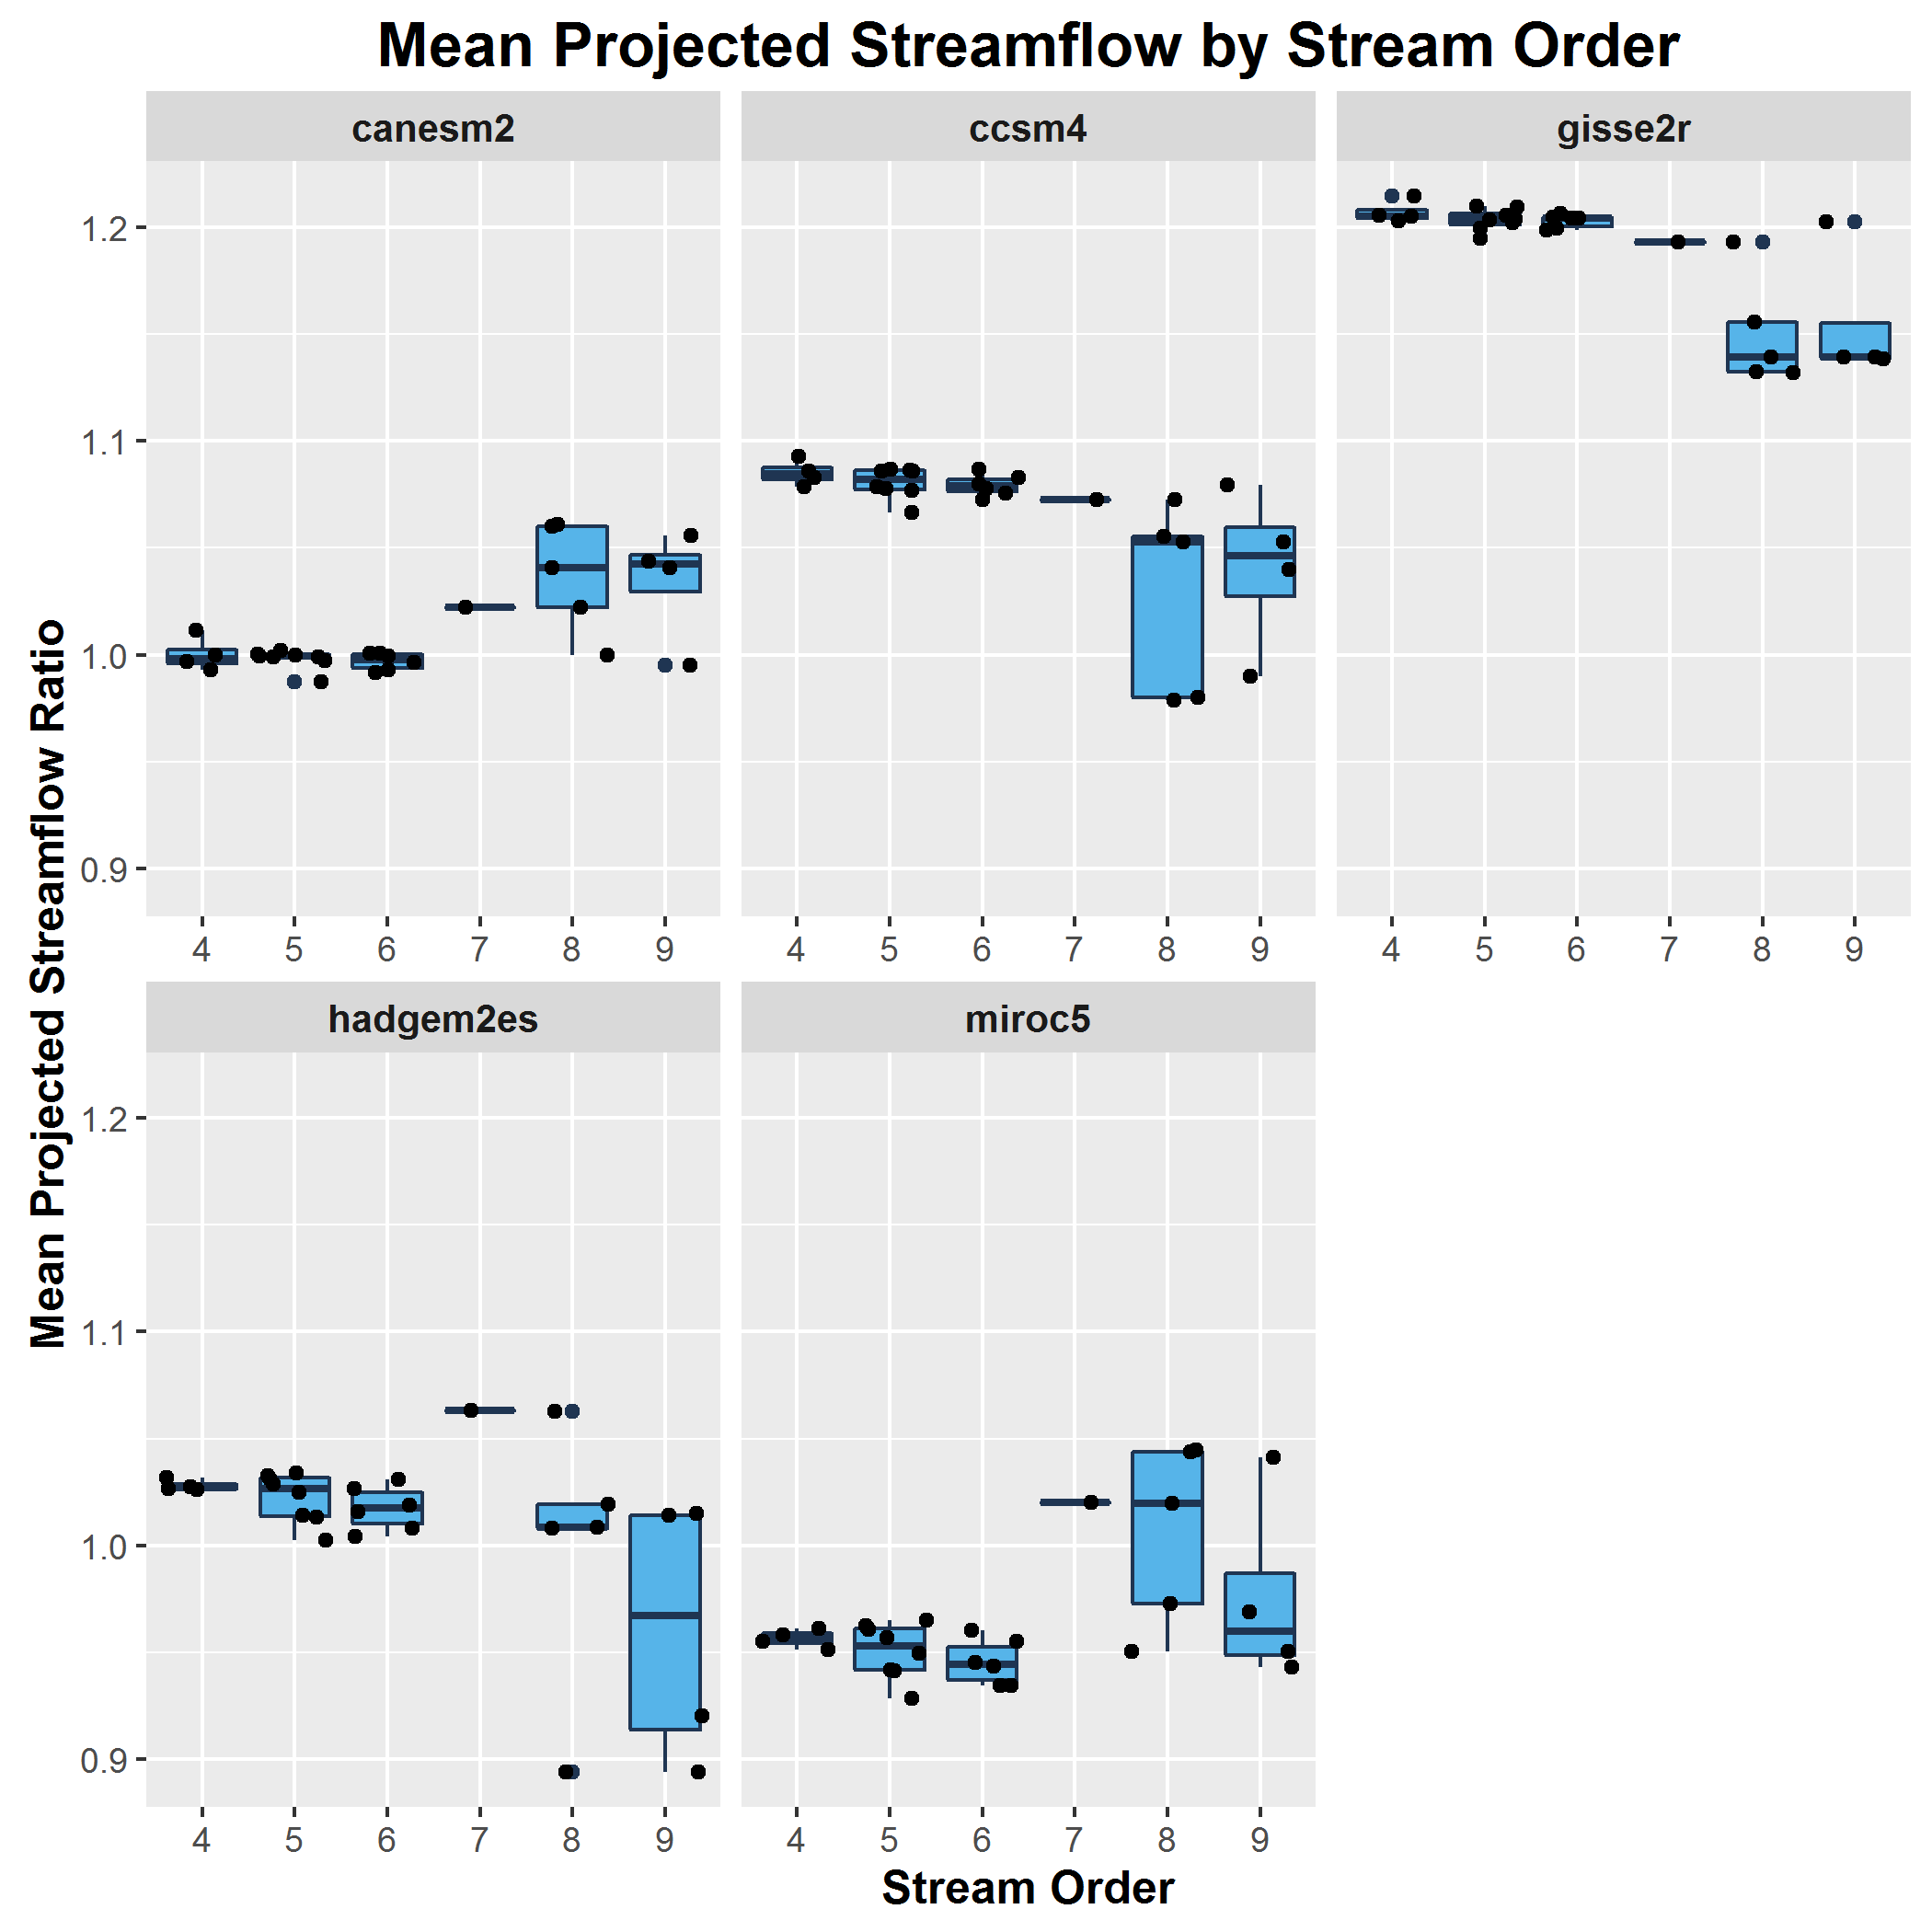 Mean Projected Streamflow by Stream Order
canesm2
ccsm4
gisse2r
Mean Projected Streamflow Ratio
1.2
1.1
1.0
0.9
4 5 6 7 8 9
4 5 6 7 8 9
4 5 6 7 8 9
hadgem2es
miroc5
1.2
1.1
1.0
0.9
4 5 6 7 8 9
4 5 6 7 8 9
Stream Order